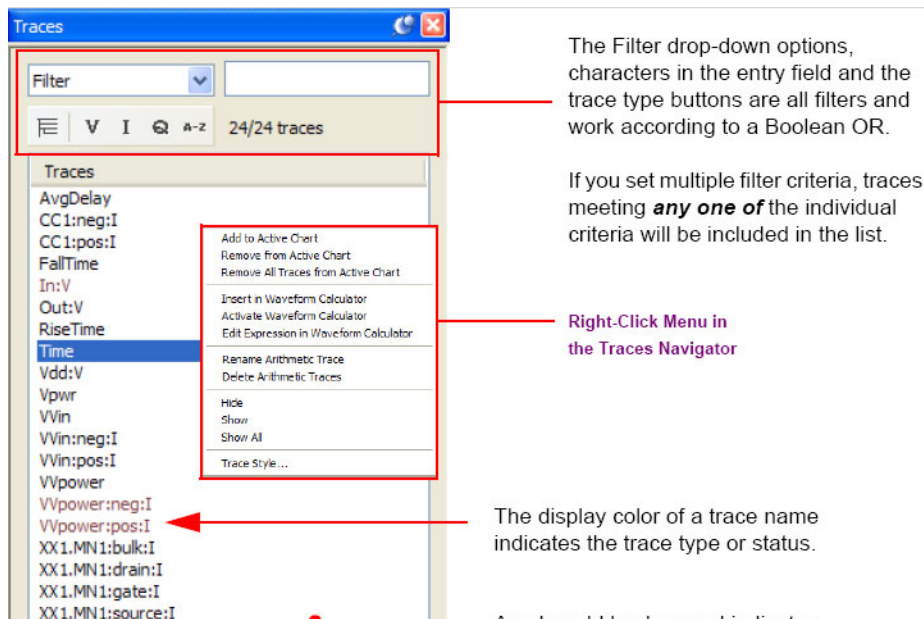 Traces
Filter
V I Q A-Z 24/24 traces
Traces
AvgDelay
CC1:neg:I
CC1:pos:I
FallTime
In:V
Out:V
RiseTime
Time
Vdd:V
Vpwr
VVin
VVin:neg:I
VVin:pos:I
VVpower
VVpower:neg:I
VVpower:pos:I
XX1.MN1:bulk:I
XX1.MN1:drain:I
XX1.MN1:gate:I
XX1.MN1:source:I
Add to Active Chart
Remove from Active Chart
Remove All Traces from Active Chart
Insert in Waveform Calculator
Activate Waveform Calculator
Edit Expression in Waveform Calculator
Rename Arithmetic Trace
Delete Arithmetic Traces
Hide
Show
Show All
Trace Style...
The Filter drop-down options,
characters in the entry field and the
trace type buttons are all filters and
work according to a Boolean OR.
If you set multiple filter criteria, traces
meeting any one of the individual
criteria will be included in the list.
Right-Click Menu in
the Traces Navigator
The display color of a trace name
indicates the trace type or status.